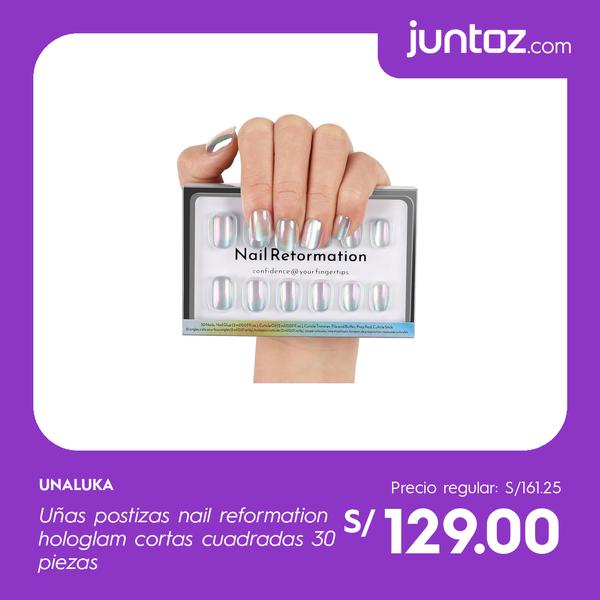 juntoz.com
Nail Reformation
confidence@yourfingertips
UNALUKA
Uñas postizas nail reformation
hologlam cortas cuadradas 30
piezas
Precio regular: S/161.25
S/129.00